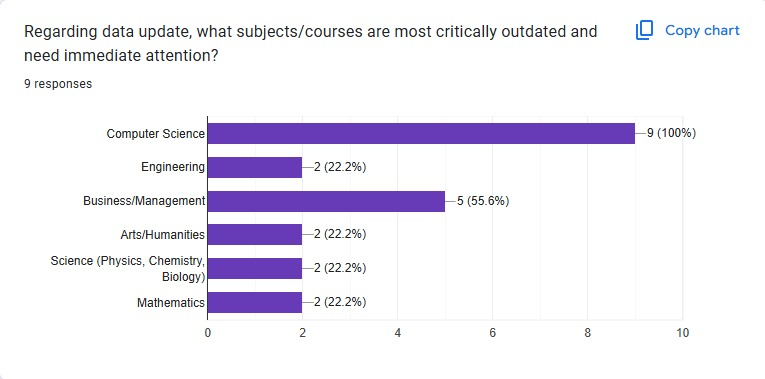 Regarding data update, what subjects/courses are most critically outdated and
need immediate attention?
Copy chart
9 responses
Computer Science
9 (100%)
Engineering
2 (22.2%)
Business/Management
5 (55.6%)
Arts/Humanities
2 (22.2%)
Science (Physics, Chemistry,
Biology)
2 (22.2%)
Mathematics
2 (22.2%)
0
2
4
6
8
10